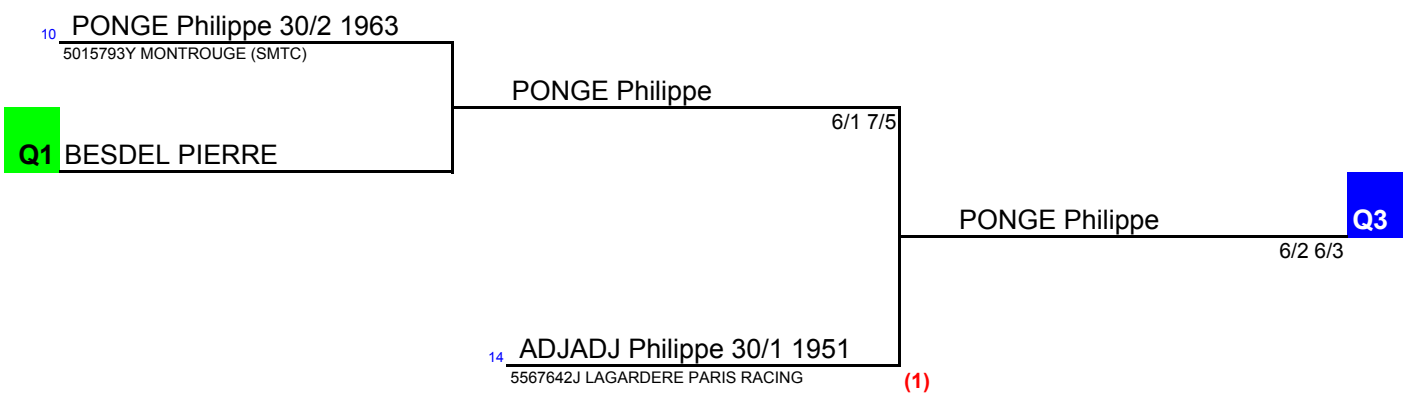 10 PONGE Philippe 30/2 1963
5015793Y MONTROUGE (SMTC)
PONGE Philippe
6/1 7/5
Q1 BESDEL PIERRE
PONGE Philippe Q3
6/2 6/3
14 ADJADJ Philippe 30/1 1951
5567642J LAGARDERE PARIS RACING (1)